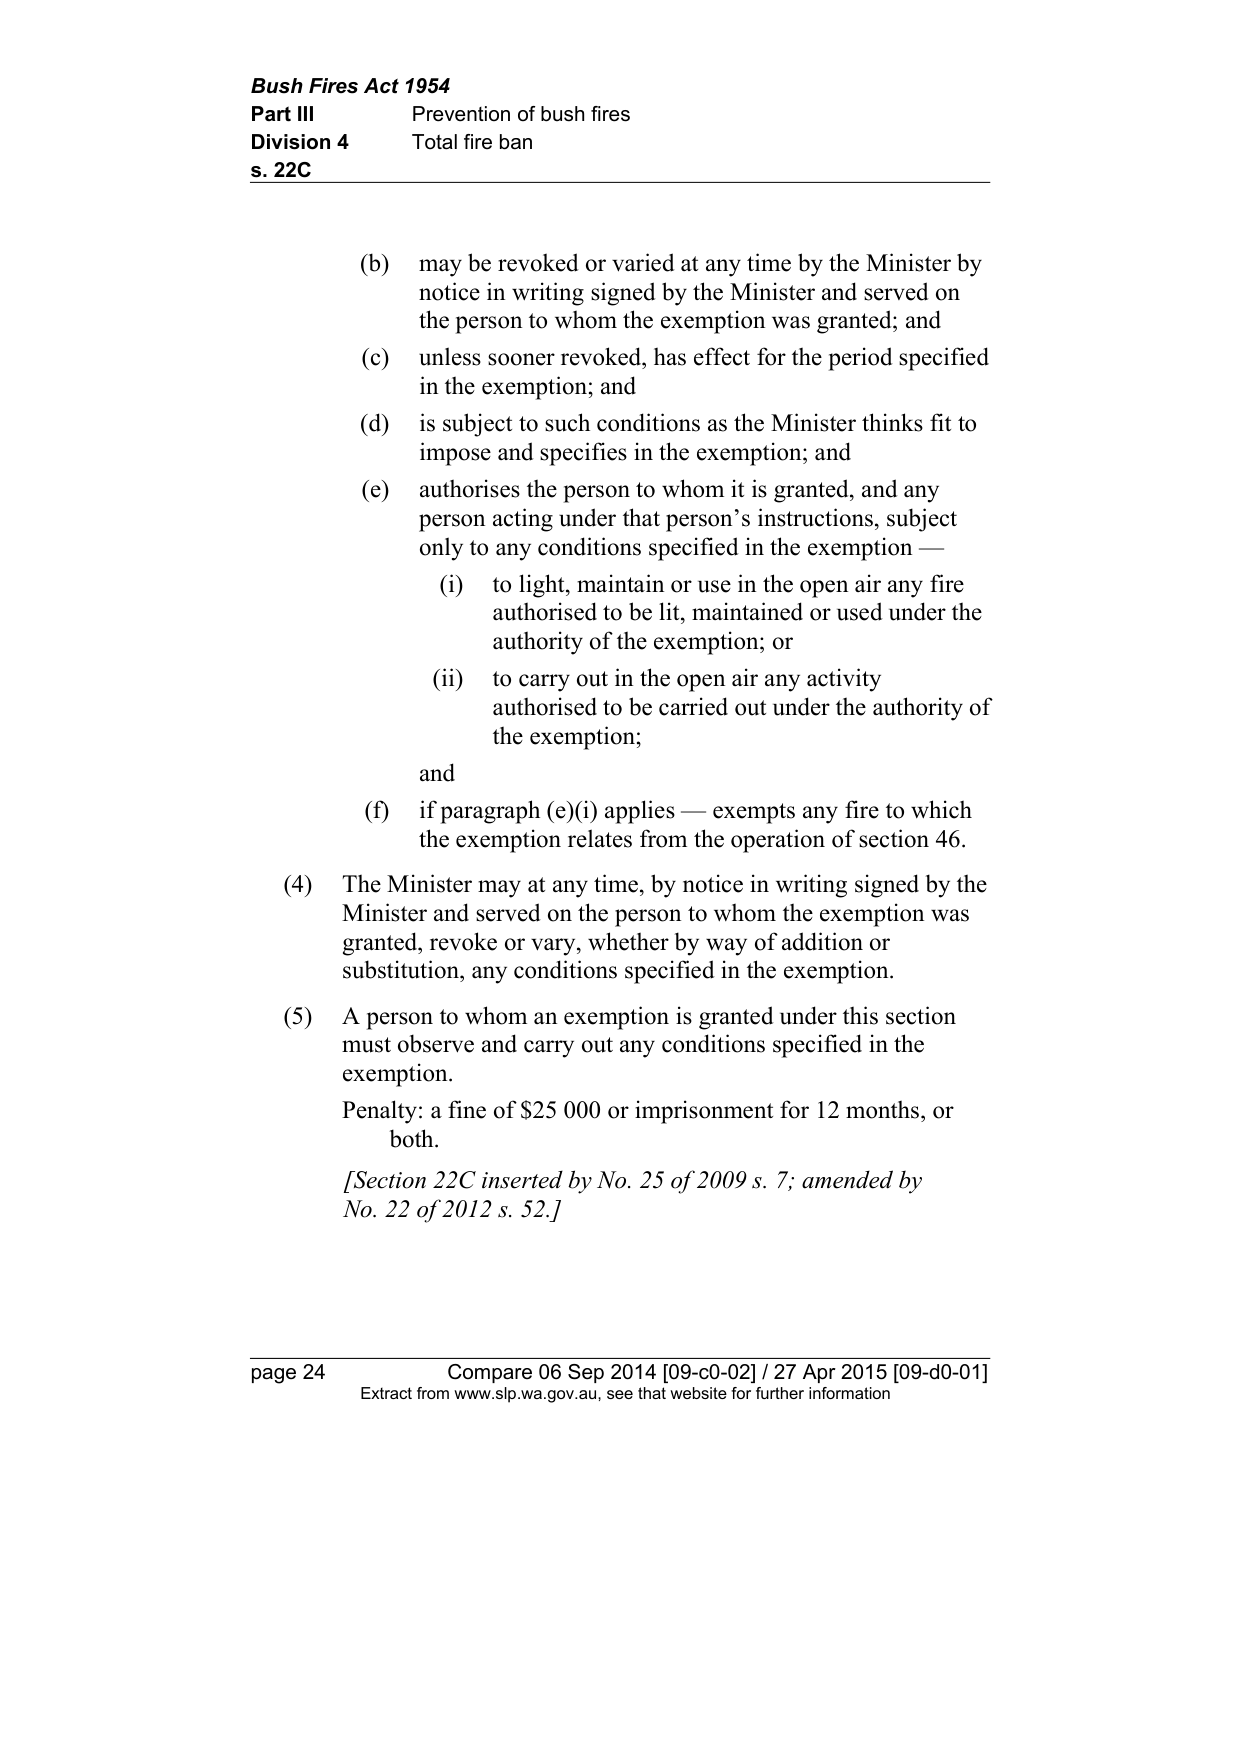 Bush Fires Act 1954
Part III Prevention of bush fires
Division 4 Total fire ban
s. 22C
(b) may be revoked or varied at any time by the Minister by
notice in writing signed by the Minister and served on
the person to whom the exemption was granted; and
(c) unless sooner revoked, has effect for the period specified
in the exemption; and
(d) is subject to such conditions as the Minister thinks fit to
impose and specifies in the exemption; and
(e) authorises the person to whom it is granted, and any
person acting under that person’s instructions, subject
only to any conditions specified in the exemption —
(i) to light, maintain or use in the open air any fire
authorised to be lit, maintained or used under the
authority of the exemption; or
(ii) to carry out in the open air any activity
authorised to be carried out under the authority of
the exemption;
and
(f) if paragraph (e)(i) applies — exempts any fire to which
the exemption relates from the operation of section 46.
(4) The Minister may at any time, by notice in writing signed by the
Minister and served on the person to whom the exemption was
granted, revoke or vary, whether by way of addition or
substitution, any conditions specified in the exemption.
(5) A person to whom an exemption is granted under this section
must observe and carry out any conditions specified in the
exemption.
Penalty: a fine of $25 000 or imprisonment for 12 months, or
both.
[Section 22C inserted by No. 25 of 2009 s. 7; amended by
No. 22 of 2012 s. 52.]
page 24 Compare 06 Sep 2014 [09-c0-02] / 27 Apr 2015 [09-d0-01]
Extract from www.slp.wa.gov.au, see that website for further information